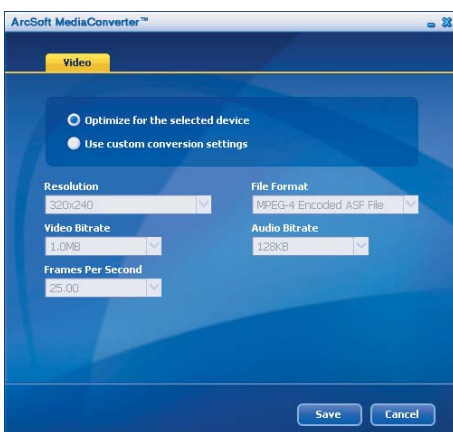 ArcSoft MediaConverter™
Video
Optimize for the selected device
Use custom conversion settings
Resolution
320x240
File Format
MPEG-4 Encoded ASF File
Video Bitrate
1.0MB
Audio Bitrate
128KB
Frames Per Second
25.00
Save
Cancel